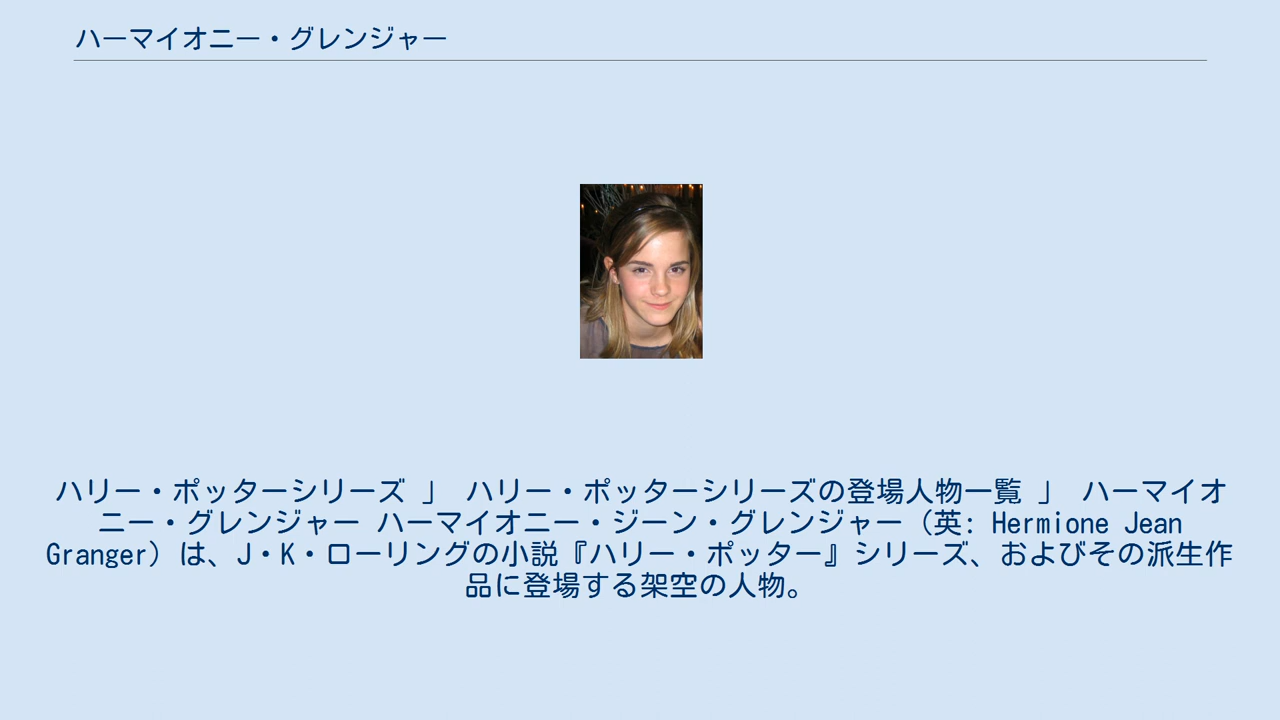 ハーマイオニー・グレンジャー
ハリー・ポッターシリーズ 」 ハリー・ポッターシリーズの登場人物一覧 」 ハーマイオ
ニー・グレンジャー ハーマイオニー・ジーン・グレンジャー（英: Hermione Jean
Granger）は、J・K・ローリングの小説『ハリー・ポッター』シリーズ、およびその派生作
品に登場する架空の人物。